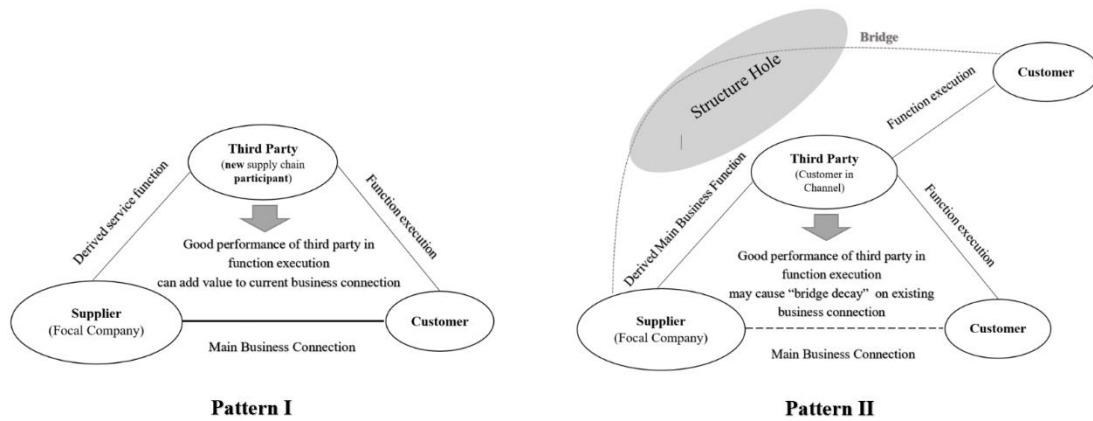 Third Party
(new supply chain
participant)
Derived service function
Function execution
Good performance of third party in
function execution
can add value to current business connection
Supplier
(Focal Company)
Customer
Main Business Connection
Pattern I
Bridge
Structure Hole
Customer
Function execution
Third Party
(Customer in
Channel)
Derived Main Business Function
Function execution
Good performance of third party in
function execution
may cause “bridge decay” on existing
business connection
Supplier
(Focal Company)
Customer
Main Business Connection
Pattern II